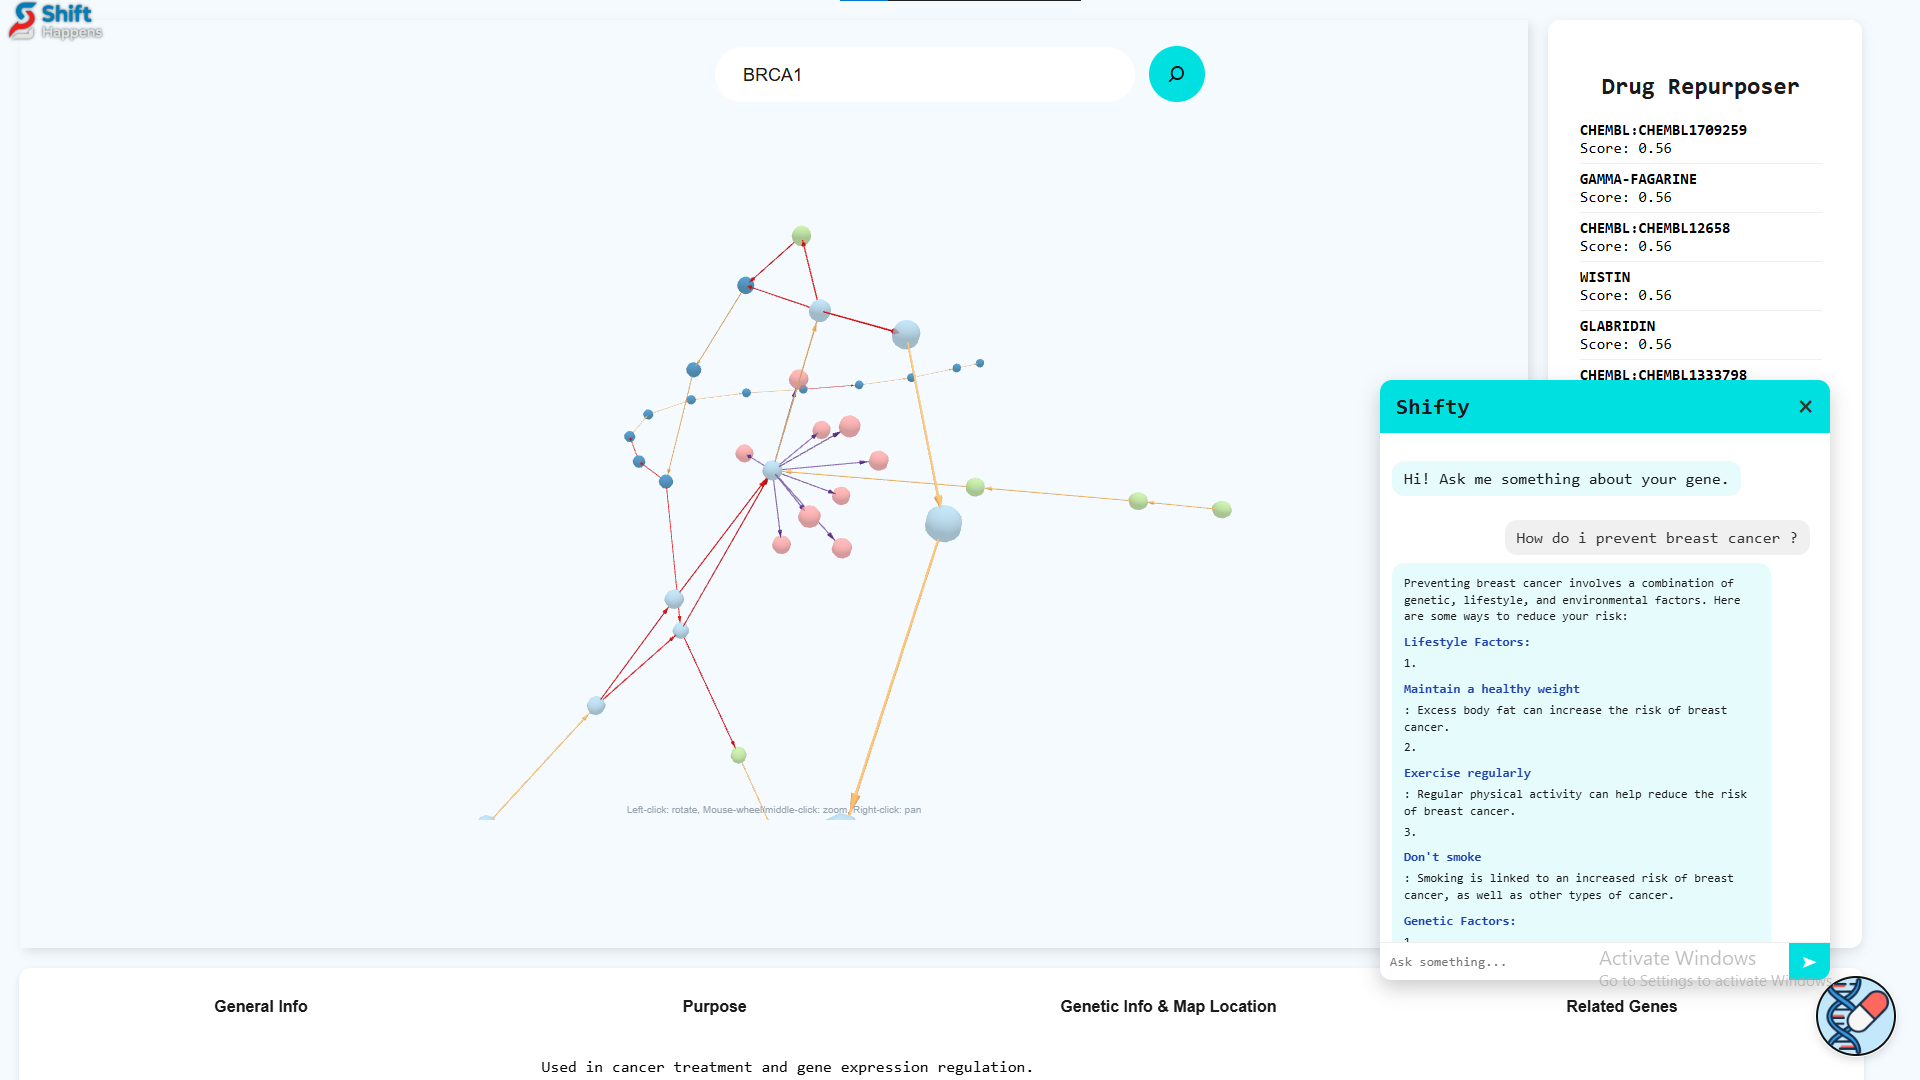 Shift
Happens
BRCA1
Drug Repurposer
CHEMBL:CHEMBL1709259
Score: 0.56
GAMMA-FAGARINE
Score: 0.56
CHEMBL:CHEMBL12658
Score: 0.56
WISTIN
Score: 0.56
GLABRIDIN
Score: 0.56
CHEMBL:CHEMBL1333798
Left-click: rotate, Mouse-wheel/middle-click: zoom, Right-click: pan
Shifty
Hi! Ask me something about your gene.
How do i prevent breast cancer ?
Preventing breast cancer involves a combination of
genetic, lifestyle, and environmental factors. Here
are some ways to reduce your risk:
Lifestyle Factors:
1.
Maintain a healthy weight
: Excess body fat can increase the risk of breast
cancer.
2.
Exercise regularly
: Regular physical activity can help reduce the risk
of breast cancer.
3.
Don't smoke
: Smoking is linked to an increased risk of breast
cancer, as well as other types of cancer.
Genetic Factors:
1.
Ask something...
Activate Windows
Go to Settings to activate Windows.
General Info
Purpose
Genetic Info & Map Location
Related Genes
Used in cancer treatment and gene expression regulation.